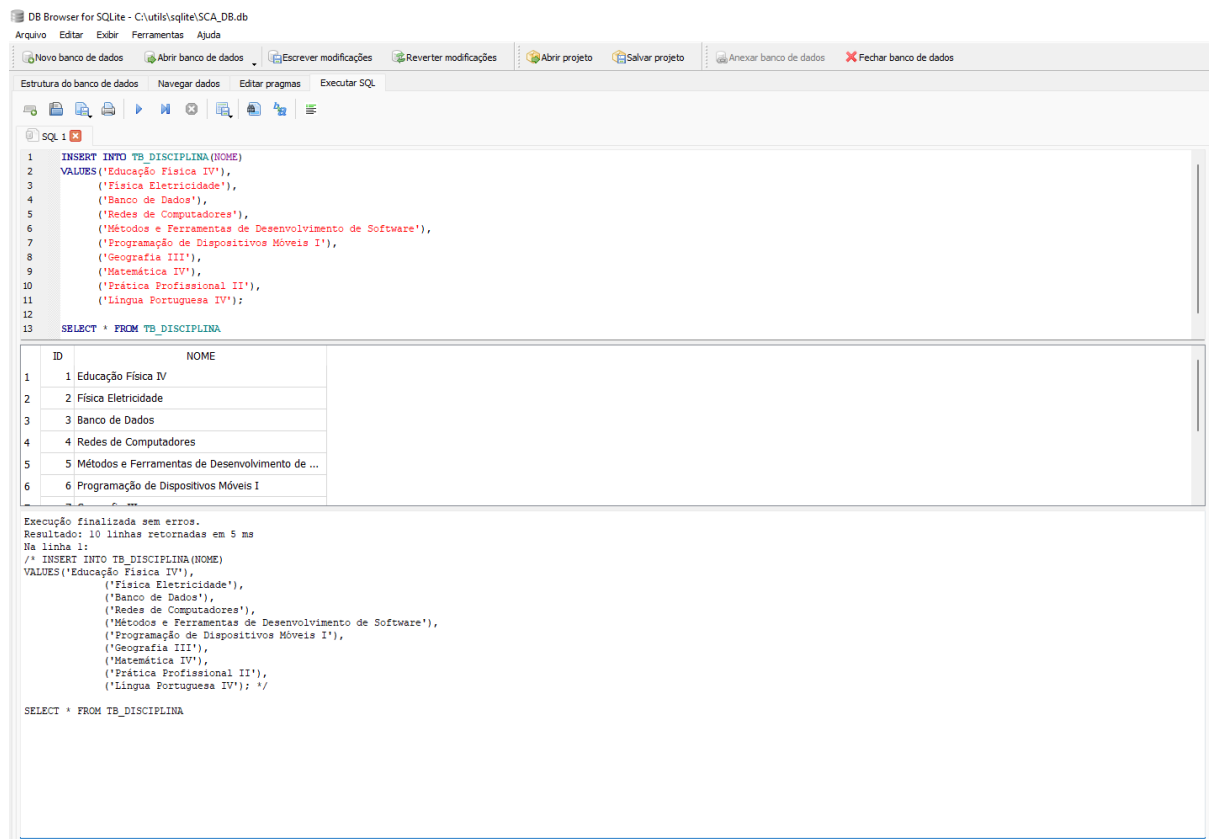 DB Browser for SQLite - C:\utils\sqlite\SCA_DB.db
Arquivo Editar Exibir Ferramentas Ajuda
Novo banco de dados Abrir banco de dados Escrever modificações Reverter modificações Abrir projeto Salvar projeto Anexar banco de dados Fechar banco de dados
Estrutura do banco de dados Navegar dados Editar pragmas Executar SQL
SQL 1
1 INSERT INTO TB_DISCIPLINA(NOME)
2 VALUES('Educação Física IV'),
3 ('Física Eletricidade'),
4 ('Banco de Dados'),
5 ('Redes de Computadores'),
6 ('Métodos e Ferramentas de Desenvolvimento de Software'),
7 ('Programação de Dispositivos Móveis I'),
8 ('Geografia III'),
9 ('Matemática IV'),
10 ('Prática Profissional II'),
11 ('Língua Portuguesa IV');
12
13 SELECT * FROM TB_DISCIPLINA
ID NOME
1 1 Educação Física IV
2 2 Física Eletricidade
3 3 Banco de Dados
4 4 Redes de Computadores
5 5 Métodos e Ferramentas de Desenvolvimento de ...
6 6 Programação de Dispositivos Móveis I
Execução finalizada sem erros.
Resultado: 10 linhas retornadas em 5 ms
Na linha 1:
/* INSERT INTO TB_DISCIPLINA(NOME)
VALUES('Educação Física IV'),
('Física Eletricidade'),
('Banco de Dados'),
('Redes de Computadores'),
('Métodos e Ferramentas de Desenvolvimento de Software'),
('Programação de Dispositivos Móveis I'),
('Geografia III'),
('Matemática IV'),
('Prática Profissional II'),
('Língua Portuguesa IV'); */
SELECT * FROM TB_DISCIPLINA